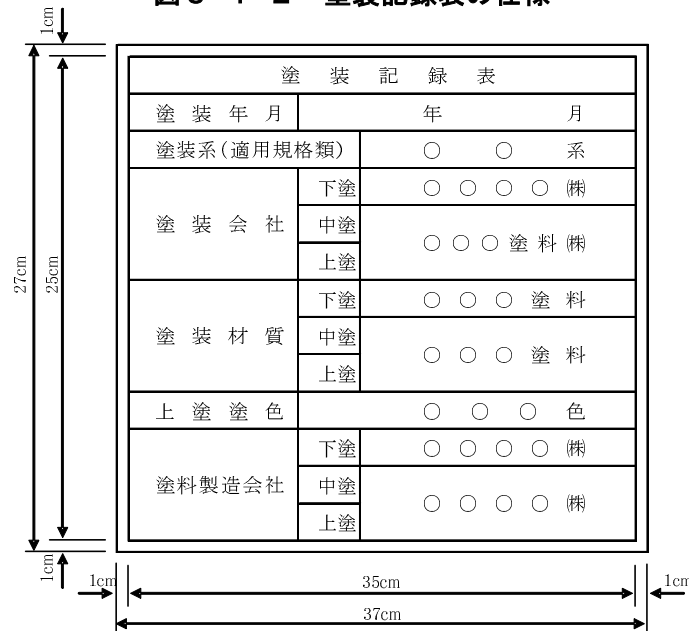 図3-1-2 塗装記録表の仕様
1cm
塗装記録表
塗装年月 年 月
塗装系(適用規格類) ○ ○ 系
塗装会社 下塗 ○○○○㈱
中塗 ○○○塗料㈱
上塗
塗装材質 下塗 ○○○塗料
中塗 ○○○塗料
上塗
上塗塗色 ○○○色
塗料製造会社 下塗 ○○○○㈱
中塗 ○○○○㈱
上塗
27cm
25cm
1cm
1cm 35cm 1cm
37cm